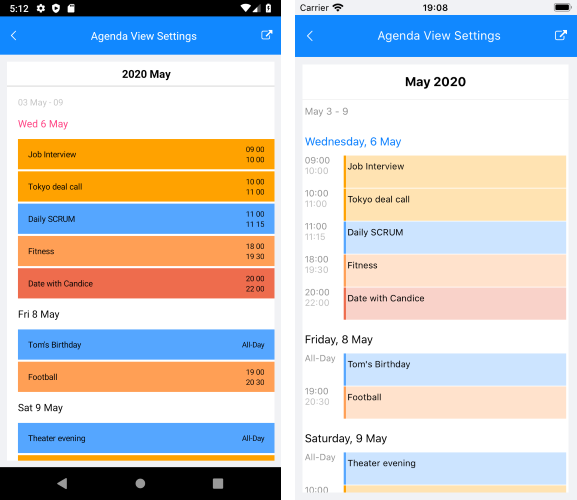 5:12
Agenda View Settings
2020 May
03 May - 09
Wed 6 May
Job Interview
09 00
10 00
Tokyo deal call
10 00
11 00
Daily SCRUM
11 00
11 15
Fitness
18 00
19 30
Date with Candice
20 00
22 00
Fri 8 May
Tom's Birthday All-Day
Football
19 00
20 30
Sat 9 May
Theater evening All-Day
Carrier 19:08
Agenda View Settings
May 2020
May 3 - 9
Wednesday, 6 May
09:00 Job Interview
10:00
10:00 Tokyo deal call
11:00
11:00 Daily SCRUM
11:15
18:00 Fitness
19:30
20:00 Date with Candice
22:00
Friday, 8 May
All-Day Tom's Birthday
19:00 Football
20:30
Saturday, 9 May
All-Day Theater evening
10:00